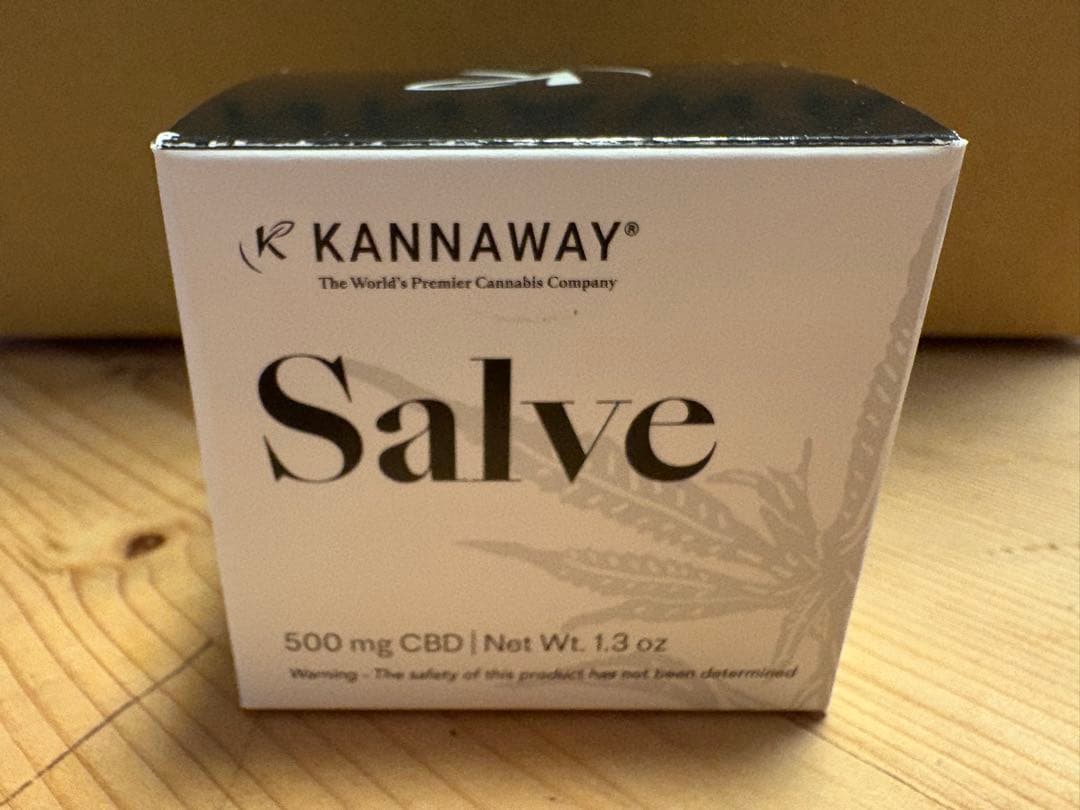 KANNAWAY®
The World's Premier Cannabis Company
Salve
500 mg CBD | Net Wt. 1.3 oz
Warning - The safety of this product has not been determined